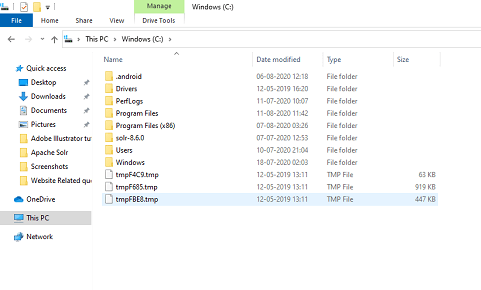 Manage Windows (C:)
File Home Share View Drive Tools
This PC Windows (C:)
Name Date modified Type Size
Quick access
Desktop
Downloads
Documents
Pictures
Adobe Illustrator tu
Apache Solr
Screenshots
Website Related que
OneDrive
This PC
Network
.android 06-08-2020 12:18 File folder
Drivers 12-05-2019 16:20 File folder
PerfLogs 11-07-2020 10:07 File folder
Program Files 11-08-2020 11:42 File folder
Program Files (x86) 07-08-2020 03:26 File folder
solr-8.6.0 07-07-2020 12:53 File folder
Users 10-07-2020 21:04 File folder
Windows 18-07-2020 02:03 File folder
tmpF4C9.tmp 12-05-2019 13:11 TMP File 63 KB
tmpF685.tmp 12-05-2019 13:11 TMP File 919 KB
tmpFBE8.tmp 12-05-2019 13:11 TMP File 447 KB